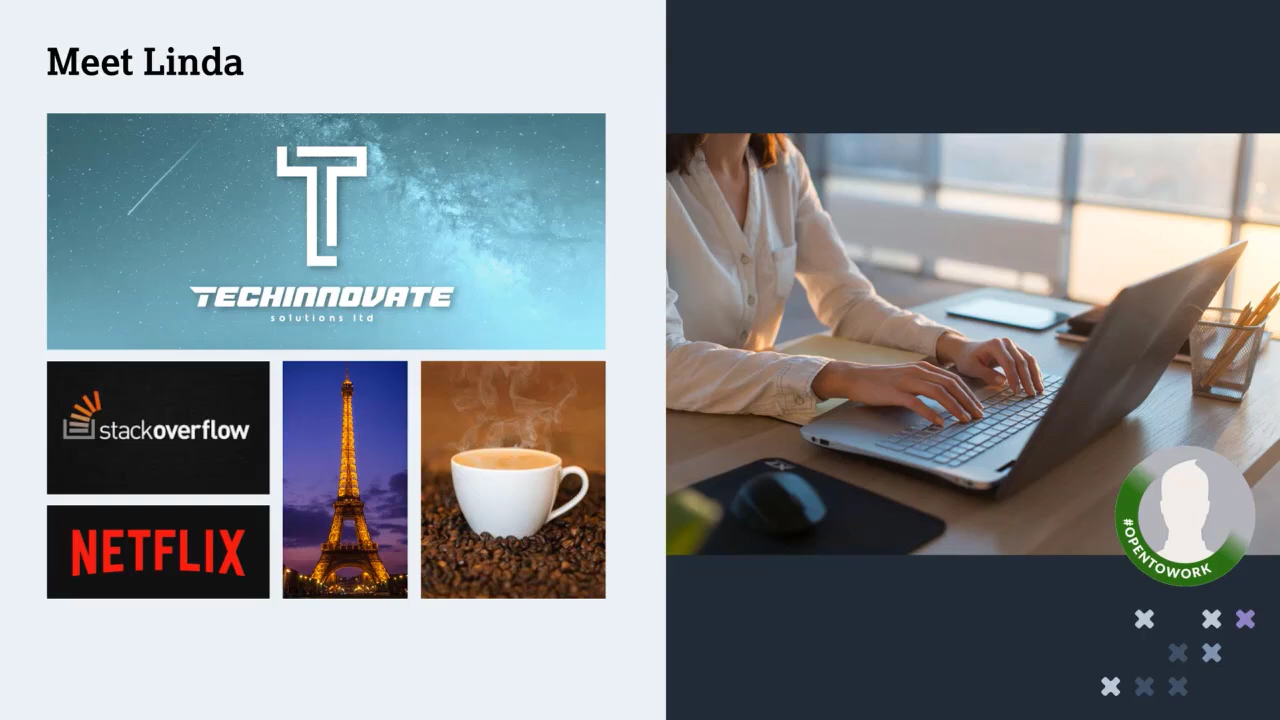 Meet Linda
TECHINNOVATE
solutions ltd
stackoverflow
NETFLIX
#OPENTOWORK